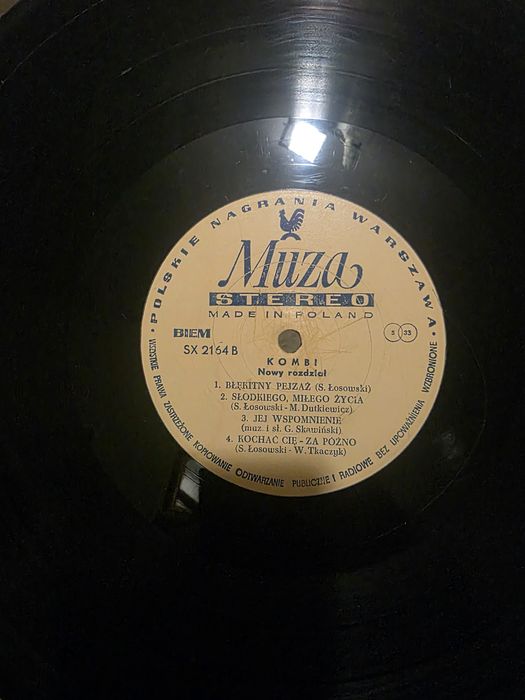 • POLSKIE NAGRANIA WARSZAWA •
Muza
STEREO
MADE IN POLAND
BIEM
SX 2164 B
S 33
KOMBI
Nowy rozdział
1. BŁĘKITNY PEJZAŻ (S. Łosowski)
2. SŁODKIEGO, MIŁEGO ŻYCIA
(S. Łosowski - M. Dutkiewicz)
3. JEJ WSPOMNIENIE
(muz. i sł. G. Skawiński)
4. KOCHAĆ CIĘ - ZA PÓŹNO
(S. Łosowski - W. Tkaczyk)
WSZELKIE PRAWA ZASTRZEŻONE KOPIOWANIE ODTWARZANIE PUBLICZNE I RADIOWE BEZ UPOWAŻNIENIA WZBRONIONE